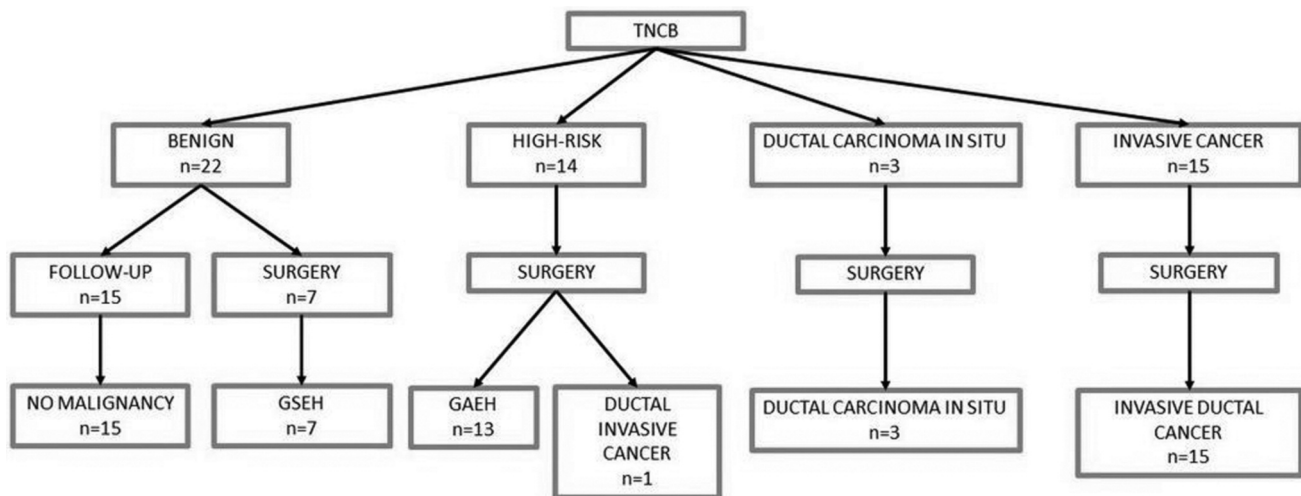 TNCB
BENIGN
n=22
HIGH-RISK
n=14
DUCTAL CARCINOMA IN SITU
n=3
INVASIVE CANCER
n=15
FOLLOW-UP
n=15
SURGERY
n=7
SURGERY
SURGERY
SURGERY
NO MALIGNANCY
n=15
GSEH
n=7
GAEH
n=13
DUCTAL
INVASIVE
CANCER
n=1
DUCTAL CARCINOMA IN SITU
n=3
INVASIVE DUCTAL
CANCER
n=15